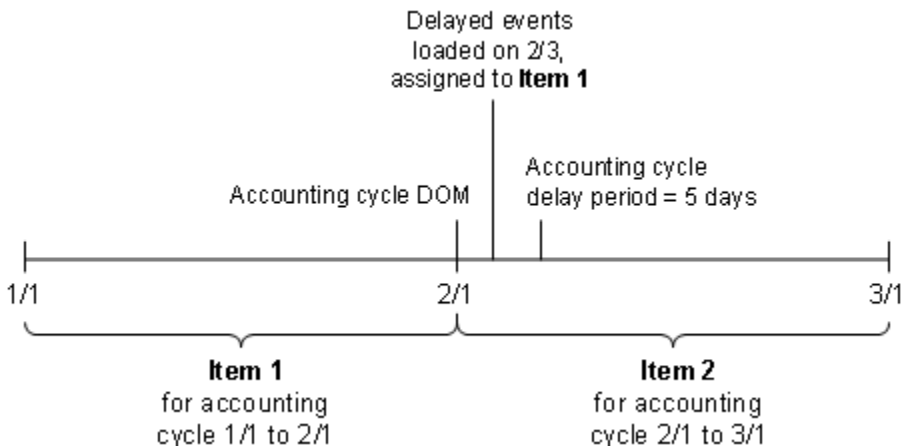 Delayed events
loaded on 2/3,
assigned to Item 1
Accounting cycle
delay period = 5 days
Accounting cycle DOM
1/1
2/1
3/1
Item 1
for accounting
cycle 1/1 to 2/1
Item 2
for accounting
cycle 2/1 to 3/1